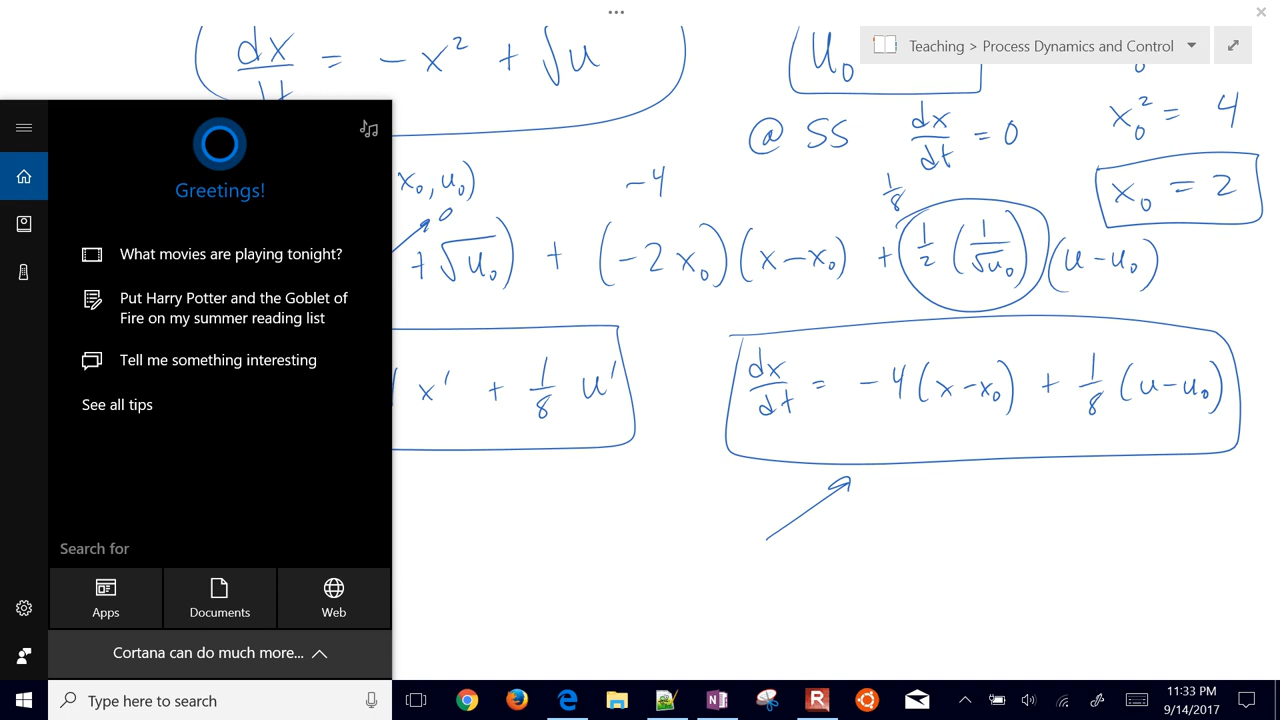 Teaching > Process Dynamics and Control
dx/dt = -x² + √u
u₀
x₀² = 4
@ SS dx/dt = 0
x₀ = 2
x₀, u₀)
-4
1/8
0
+ √u₀) + (-2x₀)(x-x₀) + (1/2 (1/√u₀)) (u-u₀)
x' + 1/8 u'
dx/dt = -4(x-x₀) + 1/8 (u-u₀)
Greetings!
What movies are playing tonight?
Put Harry Potter and the Goblet of
Fire on my summer reading list
Tell me something interesting
See all tips
Search for
Apps Documents Web
Cortana can do much more...
Type here to search
11:33 PM
9/14/2017